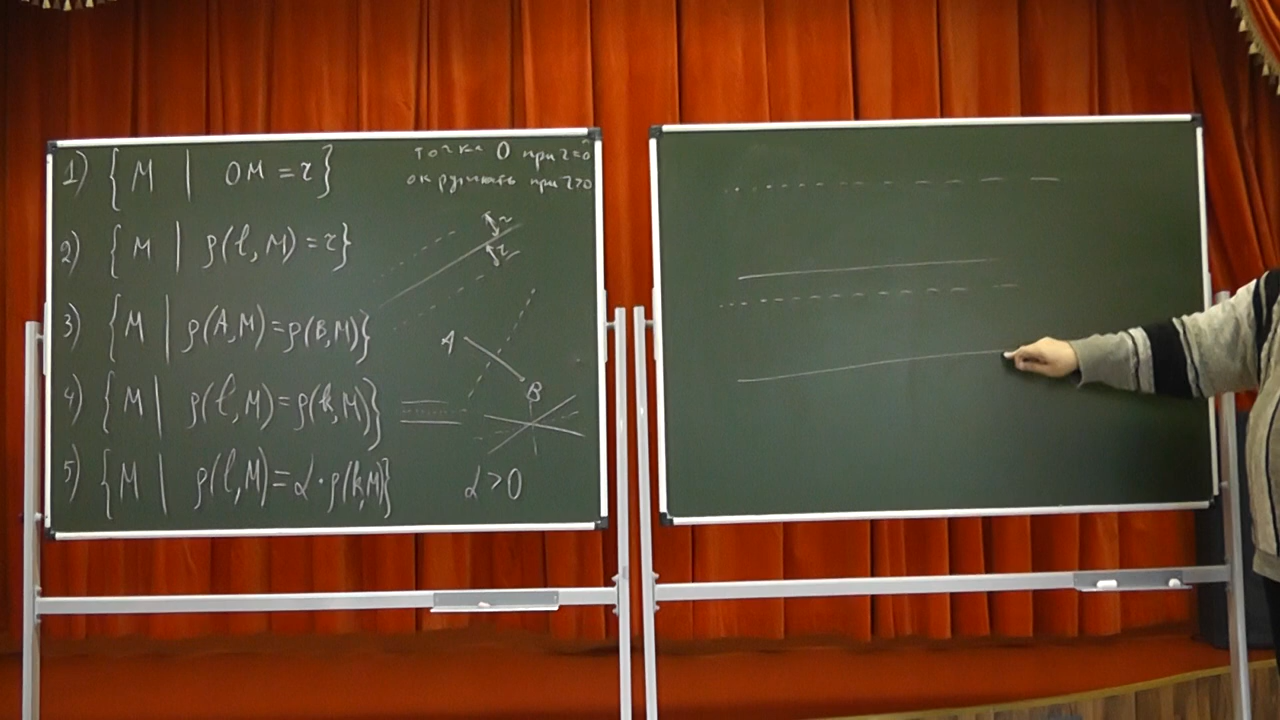 1) { M | OM = r } точка O при r=0
окружность при r>0
2) { M | ρ(ℓ, M) = r } r
r
3) { M | ρ(A, M) = ρ(B, M) } A
B
4) { M | ρ(ℓ, M) = ρ(k, M) }
5) { M | ρ(ℓ, M) = α · ρ(k, M) } α > 0